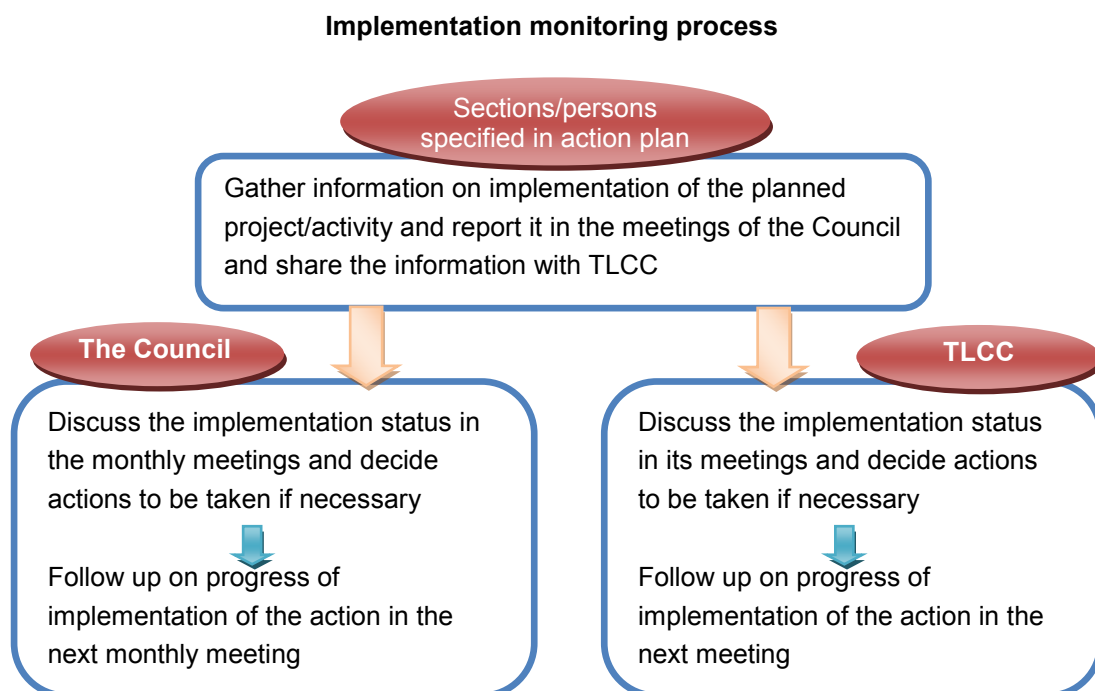 Implementation monitoring process
Sections/persons
specified in action plan
Gather information on implementation of the planned
project/activity and report it in the meetings of the Council
and share the information with TLCC
The Council
Discuss the implementation status in
the monthly meetings and decide
actions to be taken if necessary
Follow up on progress of
implementation of the action in the
next monthly meeting
TLCC
Discuss the implementation status
in its meetings and decide actions
to be taken if necessary
Follow up on progress of
implementation of the action in the
next meeting